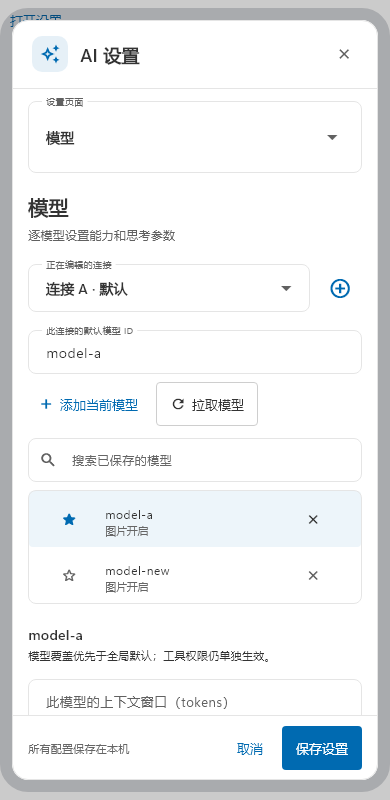 打开设置
AI 设置
设置页面
模型
模型
逐模型设置能力和思考参数
正在编辑的连接
连接 A · 默认
此连接的默认模型 ID
model-a
添加当前模型
拉取模型
搜索已保存的模型
model-a
图片开启
model-new
图片开启
model-a
模型覆盖优先于全局默认；工具权限仍单独生效。
此模型的上下文窗口（tokens）
所有配置保存在本机
取消
保存设置